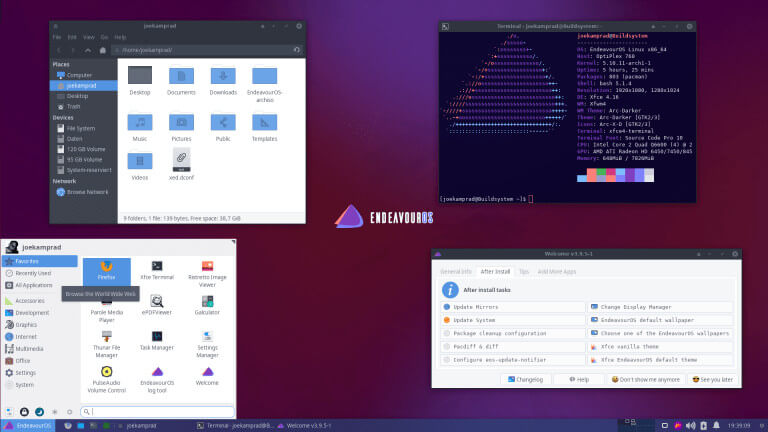 joekamprad
File Edit View Go Help
/home/joekamprad/
Places
Computer
joekamprad
Desktop
Trash
Devices
File System
Daten
120 GB Volume
95 GB Volume
System-reserviert
Network
Browse Network
Desktop
Documents
Downloads
EndeavourOS-archiso
Music
Pictures
Public
Templates
Videos
xed.dconf
9 folders, 1 file: 139 bytes, Free space: 30,7 GiB
Terminal - joekamprad@Buildsystem:~
joekamprad@Buildsystem
OS: EndeavourOS Linux x86_64
Host: OptiPlex 760
Kernel: 5.10.11-arch1-1
Uptime: 5 hours, 25 mins
Packages: 803 (pacman)
Shell: bash 5.1.4
Resolution: 1920x1080, 1280x1024
DE: Xfce 4.16
WM: Xfwm4
WM Theme: Arc-Darker
Theme: Arc-Darker [GTK2/3]
Icons: Arc-X-D [GTK2/3]
Terminal: xfce4-terminal
Terminal Font: Source Code Pro 10
CPU: Intel Core 2 Quad Q6600 (4) @ 2
GPU: AMD ATI Radeon HD 6450/7450/845
Memory: 648MiB / 7820MiB
[joekamprad@Buildsystem ~]$
ENDEAVOUROS
joekamprad
Favorites
Recently Used
All Applications
Accessories
Development
Graphics
Internet
Multimedia
Office
Settings
System
Firefox
Xfce Terminal
Ristretto Image Viewer
Browse the World Wide Web
Parole Media Player
ePDFViewer
Galculator
Thunar File Manager
Task Manager
Settings Manager
PulseAudio Volume Control
EndeavourOS log tool
Welcome
Welcome v3.9.5-1
General Info After Install Tips Add More Apps
After install tasks
Update Mirrors
Change Display Manager
Update System
EndeavourOS default wallpaper
Package cleanup configuration
Choose one of the EndeavourOS wallpapers
Pacdiff & diff
Xfce vanilla theme
Configure eos-update-notifier
Xfce EndeavourOS default theme
Changelog
Help
Don't show me anymore
See you later
EndeavourOS
joekamprad
Terminal - joekamprad@B...
Welcome v3.9.5-1
19:39:09